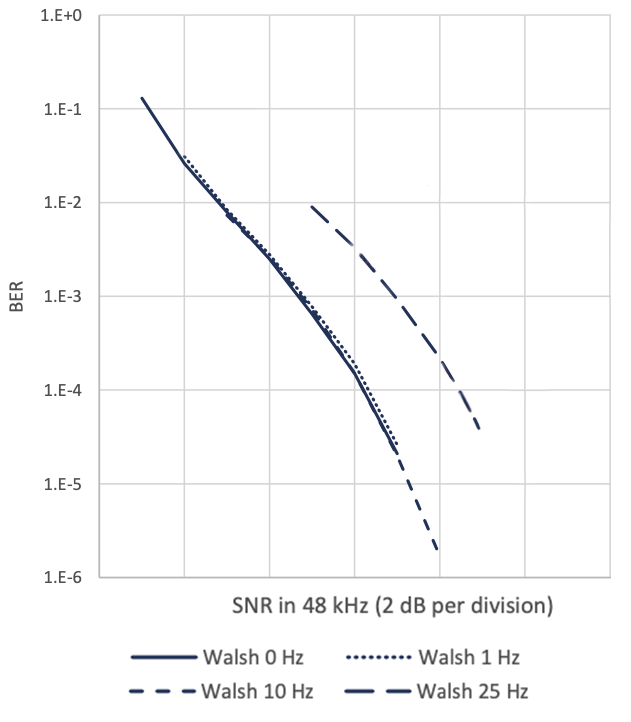 1.E+0
1.E-1
1.E-2
1.E-3
1.E-4
1.E-5
1.E-6
BER
SNR in 48 kHz (2 dB per division)
Walsh 0 Hz
Walsh 1 Hz
Walsh 10 Hz
Walsh 25 Hz